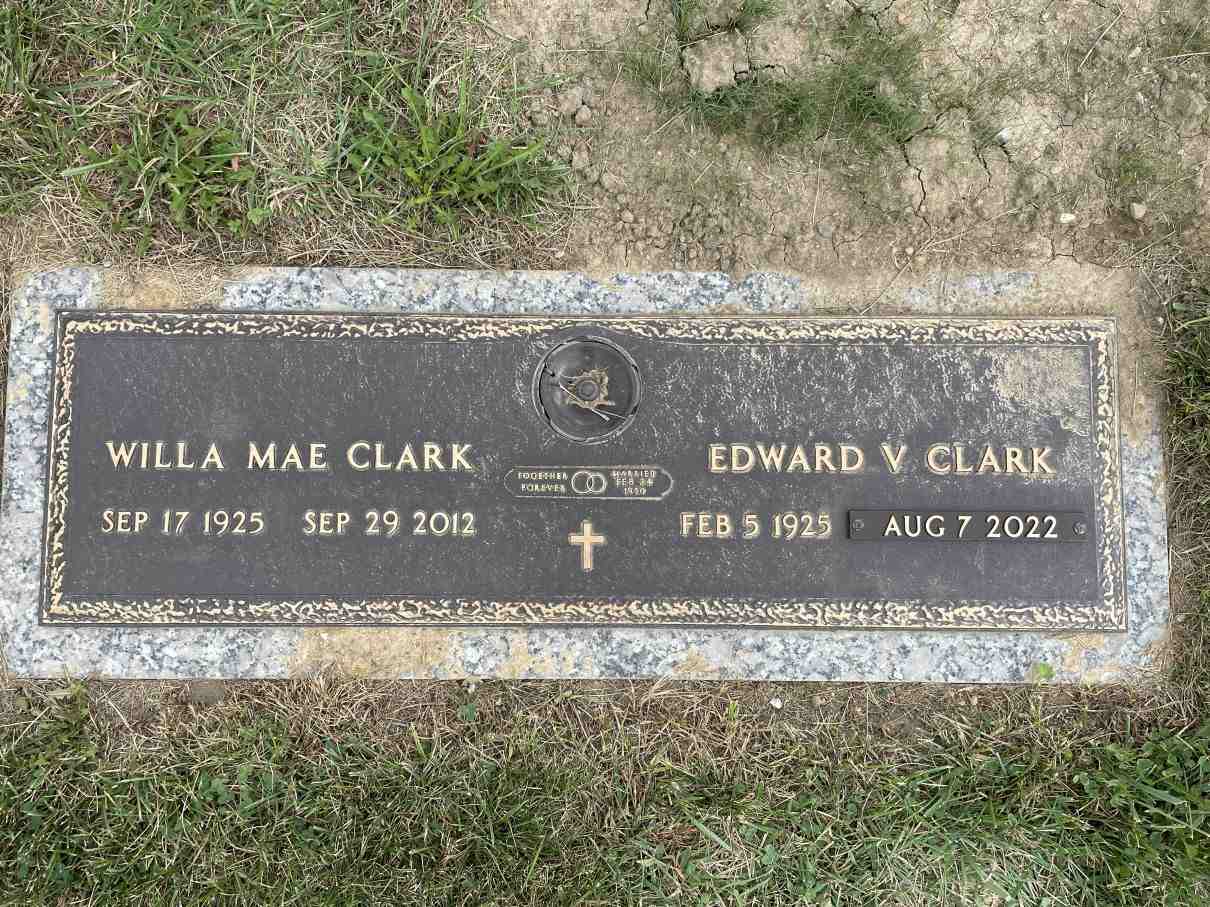 WILLA MAE CLARK
SEP 17 1925 SEP 29 2012
TOGETHER
FOREVER
MARRIED
FEB 24
1950
EDWARD V CLARK
FEB 5 1925 AUG 7 2022